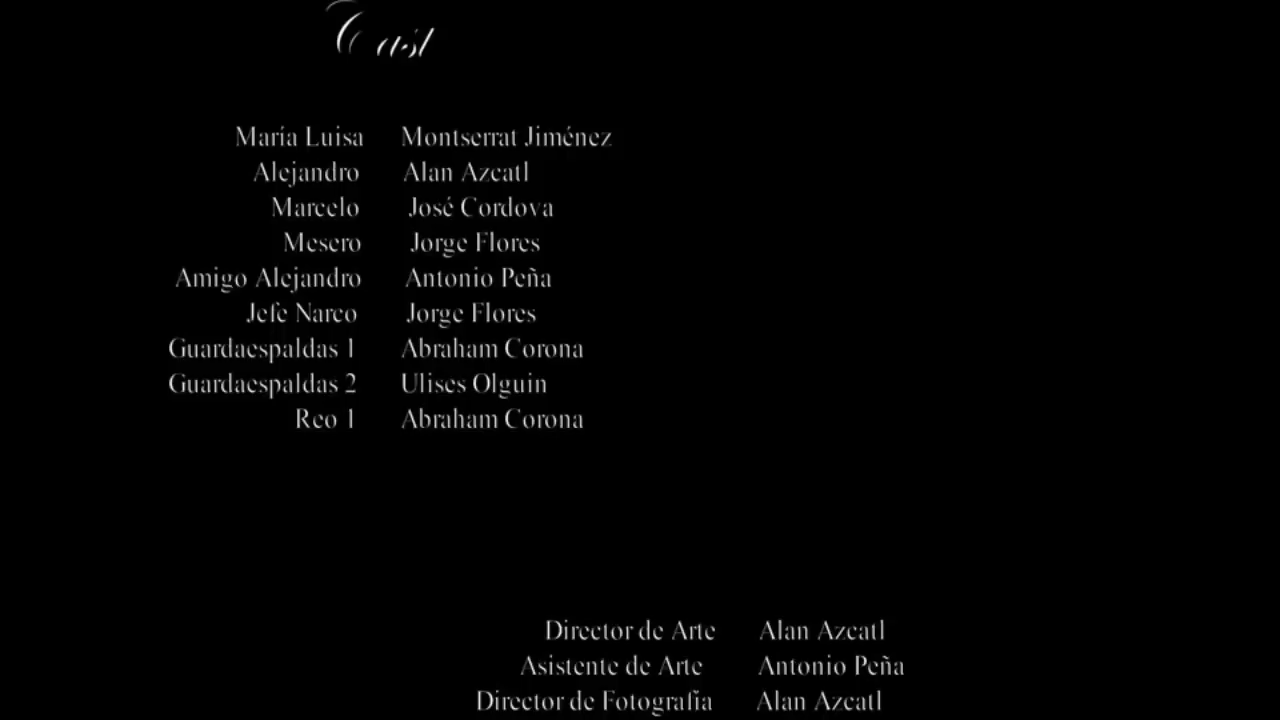 Cast
María Luisa Montserrat Jiménez
Alejandro Alan Azcatl
Marcelo José Cordova
Mesero Jorge Flores
Amigo Alejandro Antonio Peña
Jefe Narco Jorge Flores
Guardaespaldas 1 Abraham Corona
Guardaespaldas 2 Ulises Olguin
Reo 1 Abraham Corona
Director de Arte Alan Azcatl
Asistente de Arte Antonio Peña
Director de Fotografia Alan Azcatl